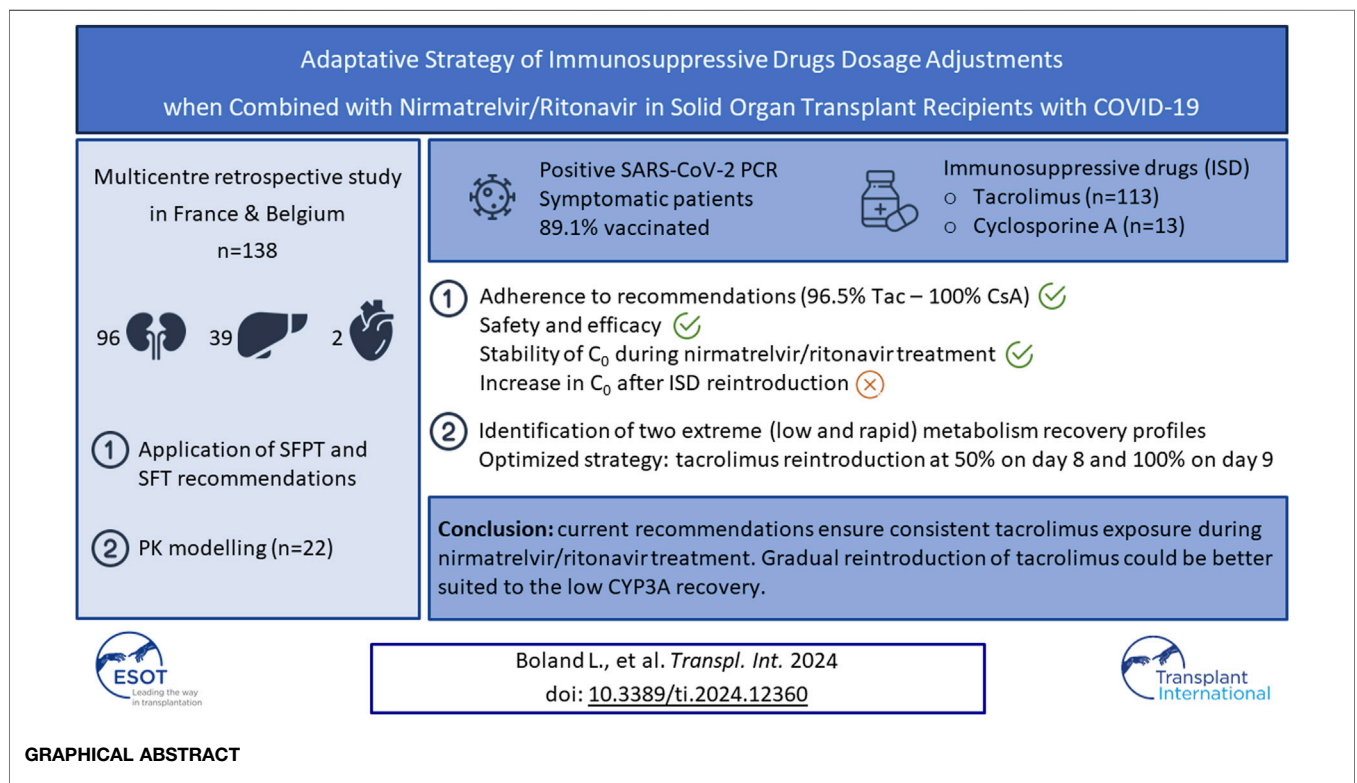 Adaptative Strategy of Immunosuppressive Drugs Dosage Adjustments
when Combined with Nirmatrelvir/Ritonavir in Solid Organ Transplant Recipients with COVID-19
Multicentre retrospective study
in France & Belgium
n=138
96
39
2
1 Application of SFPT and
SFT recommendations
2 PK modelling (n=22)
Positive SARS-CoV-2 PCR
Symptomatic patients
89.1% vaccinated
Immunosuppressive drugs (ISD)
o Tacrolimus (n=113)
o Cyclosporine A (n=13)
1 Adherence to recommendations (96.5% Tac – 100% CsA)
Safety and efficacy
Stability of C₀ during nirmatrelvir/ritonavir treatment
Increase in C₀ after ISD reintroduction
2 Identification of two extreme (low and rapid) metabolism recovery profiles
Optimized strategy: tacrolimus reintroduction at 50% on day 8 and 100% on day 9
Conclusion: current recommendations ensure consistent tacrolimus exposure during
nirmatrelvir/ritonavir treatment. Gradual reintroduction of tacrolimus could be better
suited to the low CYP3A recovery.
ESOT
Leading the way
in transplantation
Boland L., et al. Transpl. Int. 2024
doi: 10.3389/ti.2024.12360
Transplant
International
GRAPHICAL ABSTRACT